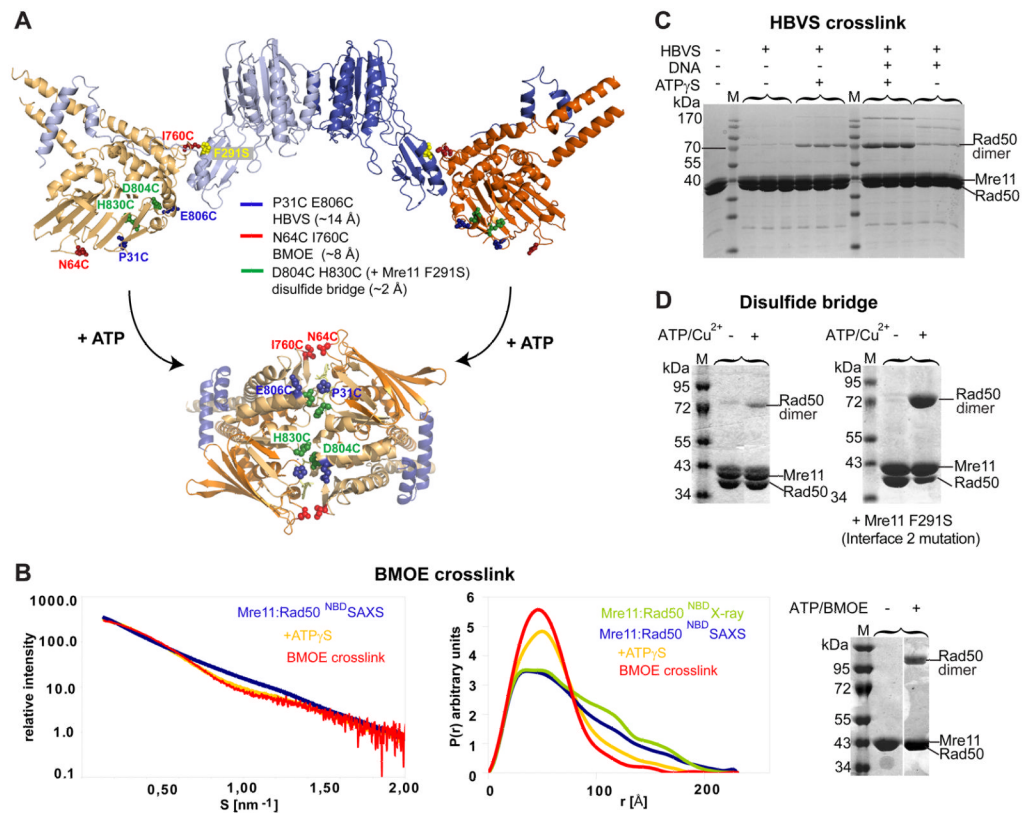 A
I760C
F291S
D804C
H830C
E806C
N64C
P31C
P31C E806C
HBVS (~14 Å)
N64C I760C
BMOE (~8 Å)
D804C H830C (+ Mre11 F291S)
disulfide bridge (~2 Å)
+ ATP
+ ATP
N64C
I760C
E806C
P31C
H830C
D804C
B
BMOE crosslink
1000.0
100.0
10.0
1.0
0.1
relative intensity
0,50
1,00
1,50
2,00
S [nm-1]
Mre11:Rad50 NBD SAXS
+ATPγS
BMOE crosslink
6
5
4
3
2
1
0
P(r) arbitrary units
0
100
200
r [Å]
Mre11:Rad50 NBD X-ray
Mre11:Rad50 NBD SAXS
+ATPγS
BMOE crosslink
ATP/BMOE - +
M
kDa
95
72
55
43
34
Rad50
dimer
Mre11
Rad50
C
HBVS crosslink
HBVS - + + + +
DNA - - - + +
ATPγS - - + + -
kDa
M
M
170
70
55
40
Rad50
dimer
Mre11
Rad50
D
Disulfide bridge
ATP/Cu2+ - +
M
kDa
95
72
55
43
34
Rad50
dimer
Mre11
Rad50
ATP/Cu2+
- +
M
kDa
95
72
55
43
34
Rad50
dimer
Mre11
Rad50
+ Mre11 F291S
(Interface 2 mutation)